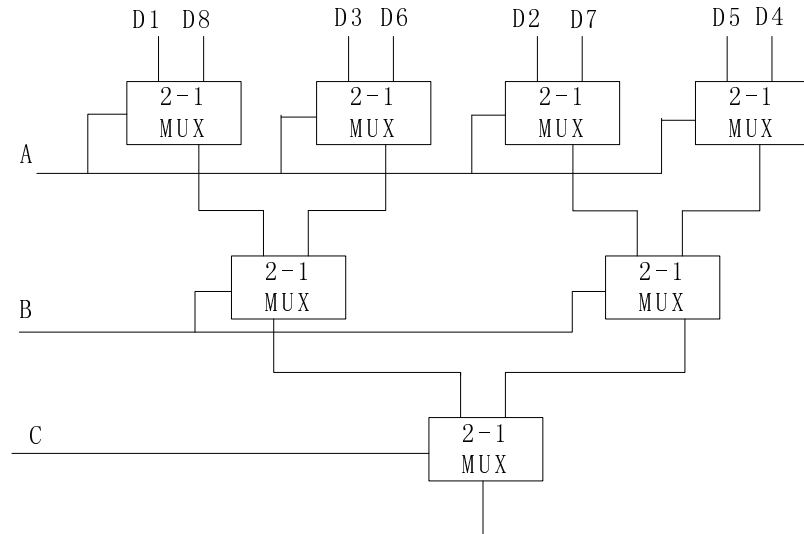 D1 D8 D3 D6 D2 D7 D5 D4
2-1 2-1 2-1 2-1
MUX MUX MUX MUX
A
2-1 2-1
MUX MUX
B
C
2-1
MUX